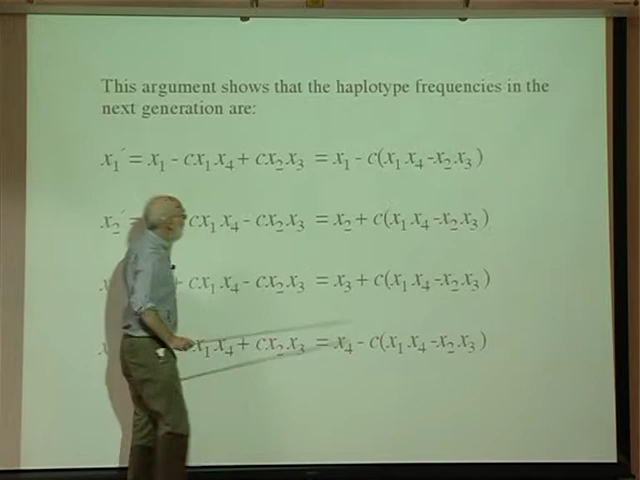 This argument shows that the haplotype frequencies in the
next generation are:
x₁′ = x₁ - cx₁x₄ + cx₂x₃ = x₁ - c(x₁x₄-x₂x₃)
x₂′ = cx₁x₄ - cx₂x₃ = x₂ + c(x₁x₄-x₂x₃)
x + cx₁x₄ - cx₂x₃ = x₃ + c(x₁x₄-x₂x₃)
x x₁x₄ + cx₂x₃ = x₄ - c(x₁x₄-x₂x₃)